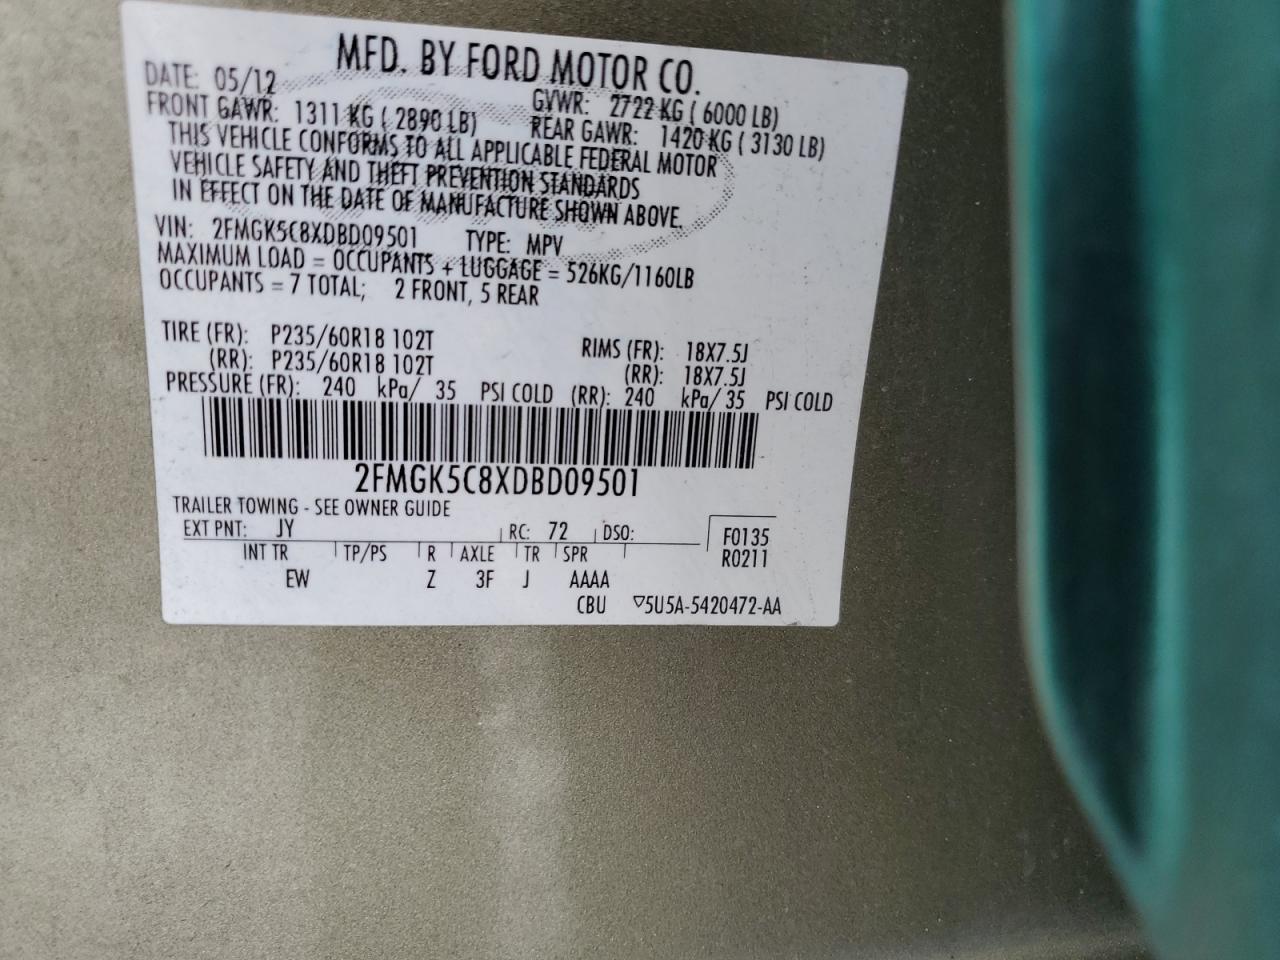 MFD. BY FORD MOTOR CO.
DATE: 05/12 GVWR: 2722 KG ( 6000 LB)
FRONT GAWR: 1311 KG ( 2890 LB) REAR GAWR: 1420 KG ( 3130 LB)
THIS VEHICLE CONFORMS TO ALL APPLICABLE FEDERAL MOTOR
VEHICLE SAFETY AND THEFT PREVENTION STANDARDS
IN EFFECT ON THE DATE OF MANUFACTURE SHOWN ABOVE.
VIN: 2FMGK5C8XDBD09501 TYPE: MPV
MAXIMUM LOAD = OCCUPANTS + LUGGAGE = 526KG/1160LB
OCCUPANTS = 7 TOTAL; 2 FRONT, 5 REAR
TIRE (FR): P235/60R18 102T RIMS (FR): 18X7.5J
(RR): P235/60R18 102T (RR): 18X7.5J
PRESSURE (FR): 240 kPa/ 35 PSI COLD (RR): 240 kPa/ 35 PSI COLD
2FMGK5C8XDBD09501
TRAILER TOWING - SEE OWNER GUIDE
EXT PNT: JY RC: 72 DSO: F0135
R0211
INT TR TP/PS R AXLE TR SPR
EW Z 3F J AAAA
CBU ▽5U5A-5420472-AA